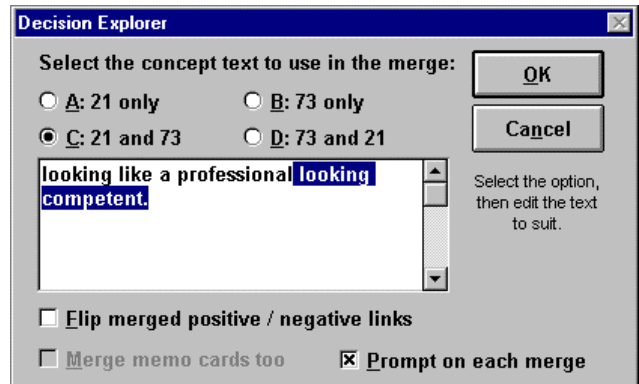 Decision Explorer
Select the concept text to use in the merge:
A: 21 only
B: 73 only
C: 21 and 73
D: 73 and 21
looking like a professional looking
competent.
OK
Cancel
Select the option,
then edit the text
to suit.
Flip merged positive / negative links
Merge memo cards too
Prompt on each merge